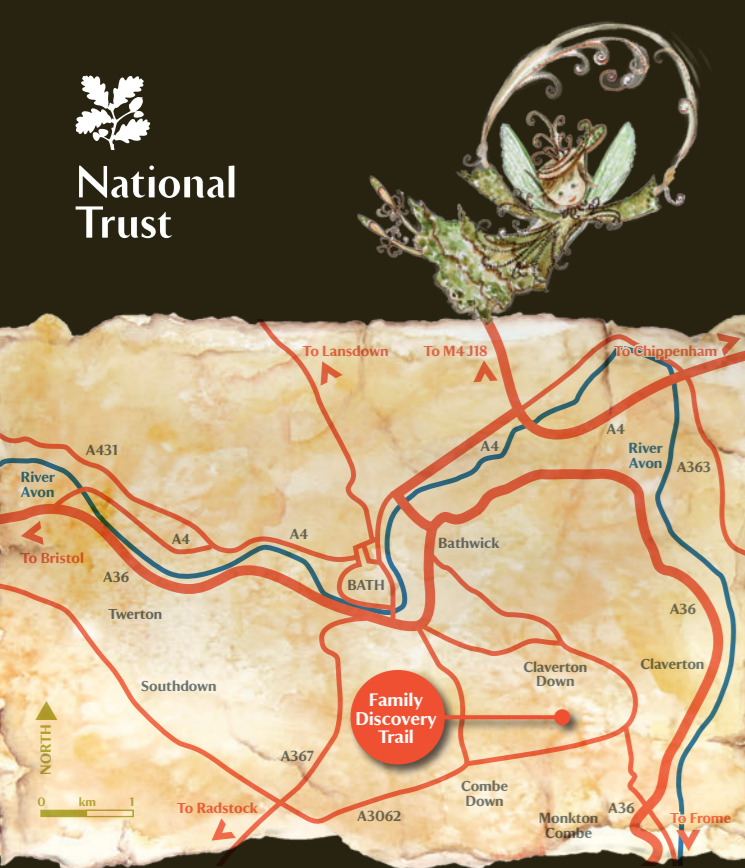 National
Trust
To Lansdown
To M4 J18
To Chippenham
A4
A4
A431
River
Avon
A363
River
Avon
A4
A4
Bathwick
To Bristol
A36
BATH
Twerton
A36
Claverton
Down
Claverton
Southdown
Family
Discovery
Trail
NORTH
A367
0 km 1
To Radstock
A3062
Combe
Down
Monkton
Combe
A36
To Frome